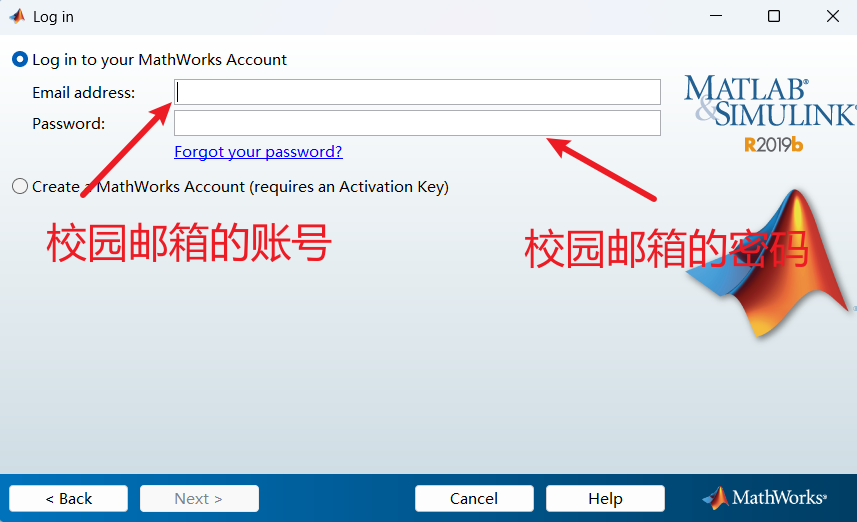 Log in
Log in to your MathWorks Account
Email address:
Password:
Forgot your password?
Create a MathWorks Account (requires an Activation Key)
校园邮箱的账号
校园邮箱的密码
MATLAB®
&SIMULINK®
R2019b
< Back
Next >
Cancel
Help
MathWorks®